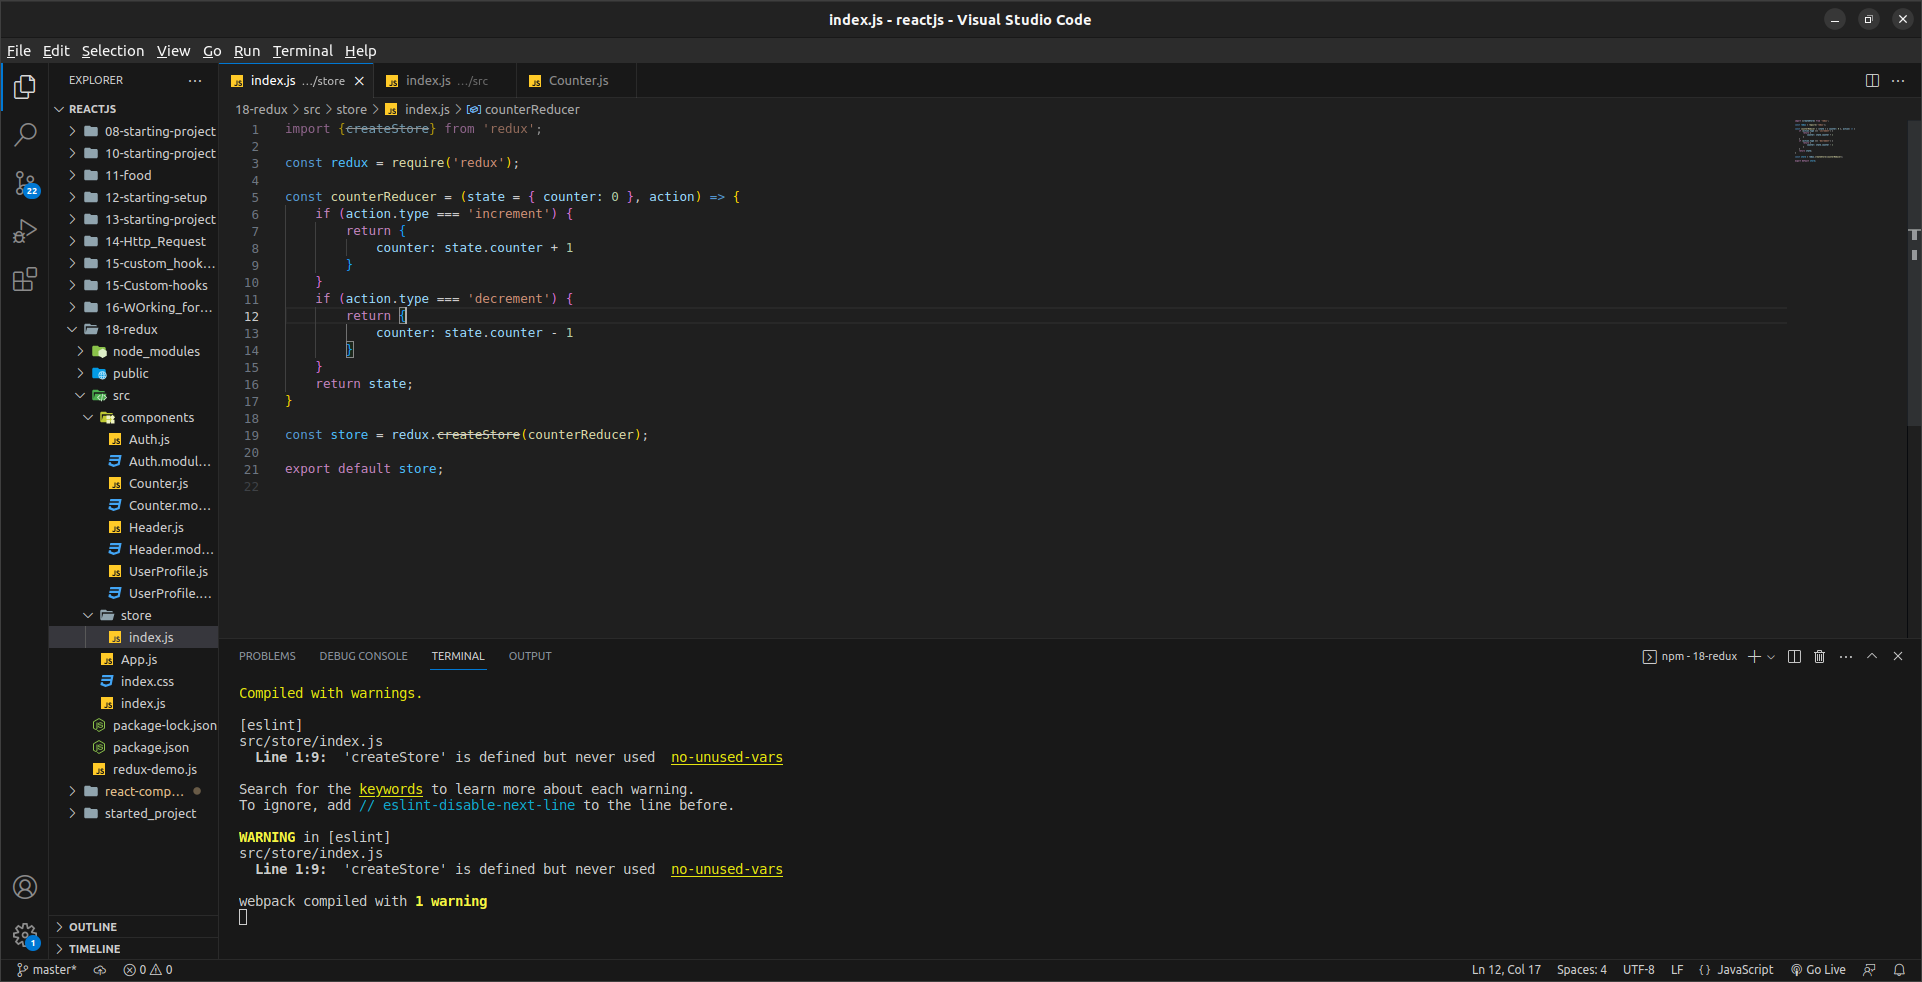 index.js - reactjs - Visual Studio Code
File Edit Selection View Go Run Terminal Help
EXPLORER
REACTJS
08-starting-project
10-starting-project
11-food
12-starting-setup
13-starting-project
14-Http_Request
15-custom_hook...
15-Custom-hooks
16-WOrking_for...
18-redux
node_modules
public
src
components
Auth.js
Auth.modul...
Counter.js
Counter.mo...
Header.js
Header.mod...
UserProfile.js
UserProfile....
store
index.js
App.js
index.css
index.js
package-lock.json
package.json
redux-demo.js
react-comp...
started_project
OUTLINE
TIMELINE
22
1
index.js .../store
index.js .../src
Counter.js
18-redux > src > store > index.js > counterReducer
1 import {createStore} from 'redux';
2
3 const redux = require('redux');
4
5 const counterReducer = (state = { counter: 0 }, action) => {
6 if (action.type === 'increment') {
7 return {
8 counter: state.counter + 1
9 }
10 }
11 if (action.type === 'decrement') {
12 return {
13 counter: state.counter - 1
14 }
15 }
16 return state;
17 }
18
19 const store = redux.createStore(counterReducer);
20
21 export default store;
22
PROBLEMS DEBUG CONSOLE TERMINAL OUTPUT
npm - 18-redux
Compiled with warnings.
[eslint]
src/store/index.js
Line 1:9: 'createStore' is defined but never used no-unused-vars
Search for the keywords to learn more about each warning.
To ignore, add // eslint-disable-next-line to the line before.
WARNING in [eslint]
src/store/index.js
Line 1:9: 'createStore' is defined but never used no-unused-vars
webpack compiled with 1 warning
master* 0 0
Ln 12, Col 17 Spaces: 4 UTF-8 LF {} JavaScript Go Live